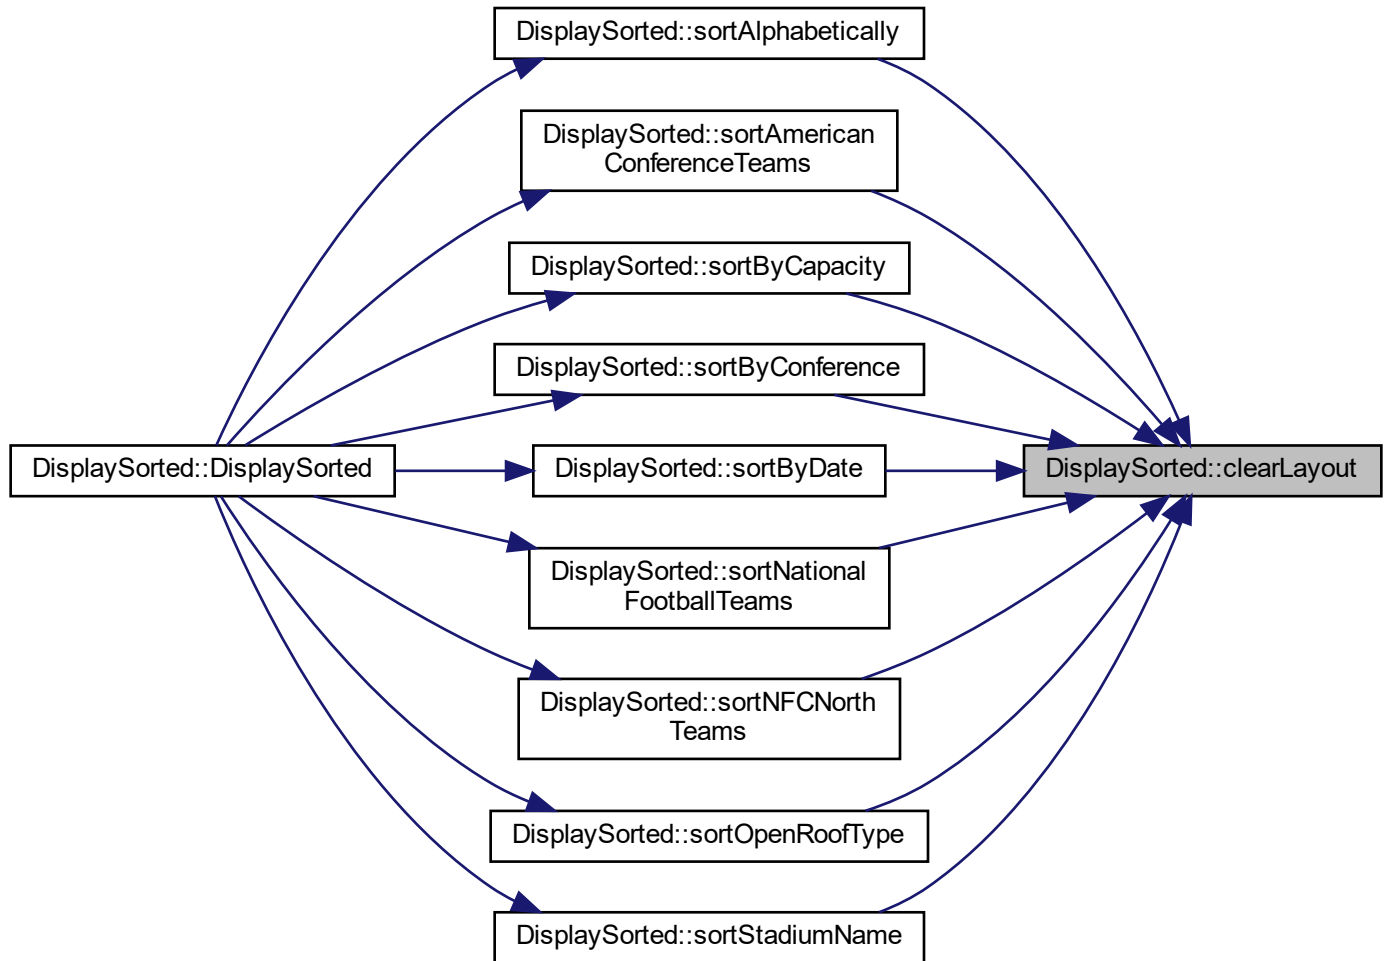 DisplaySorted::sortAlphabetically
DisplaySorted::sortAmerican
ConferenceTeams
DisplaySorted::sortByCapacity
DisplaySorted::sortByConference
DisplaySorted::DisplaySorted
DisplaySorted::sortByDate
DisplaySorted::clearLayout
DisplaySorted::sortNational
FootballTeams
DisplaySorted::sortNFCNorth
Teams
DisplaySorted::sortOpenRoofType
DisplaySorted::sortStadiumName